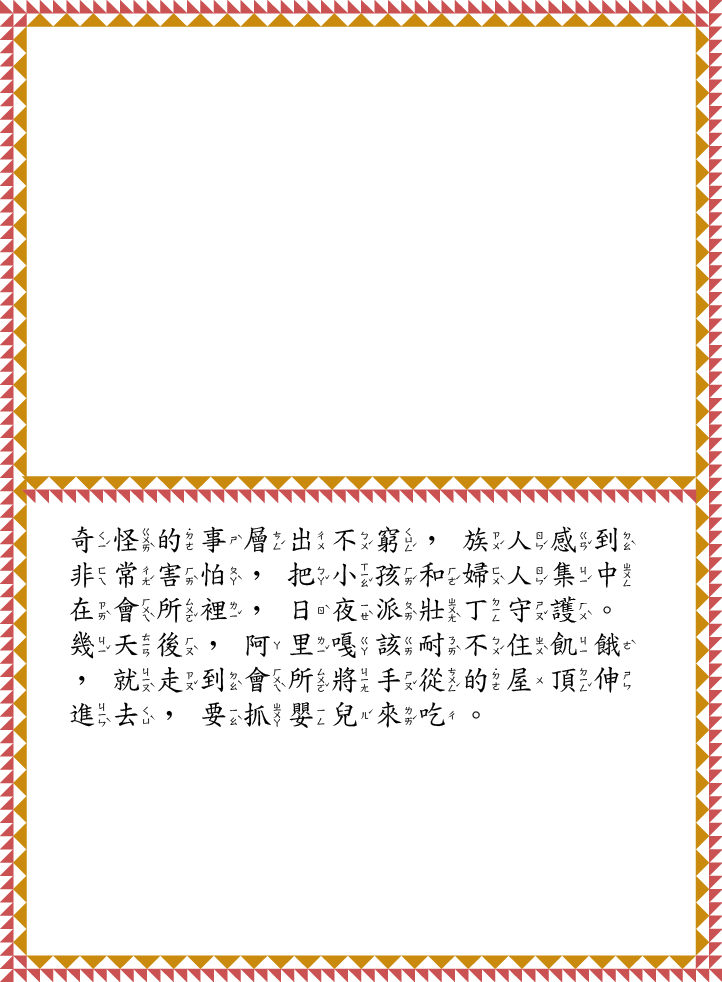 奇怪的事層出不窮，族人感到
非常害怕，把小孩和婦人集中
在會所裡，日夜派壯丁守護。
幾天後，阿里嘎該耐不住飢餓
，就走到會所將手從的屋頂伸
進去，要抓嬰兒來吃。